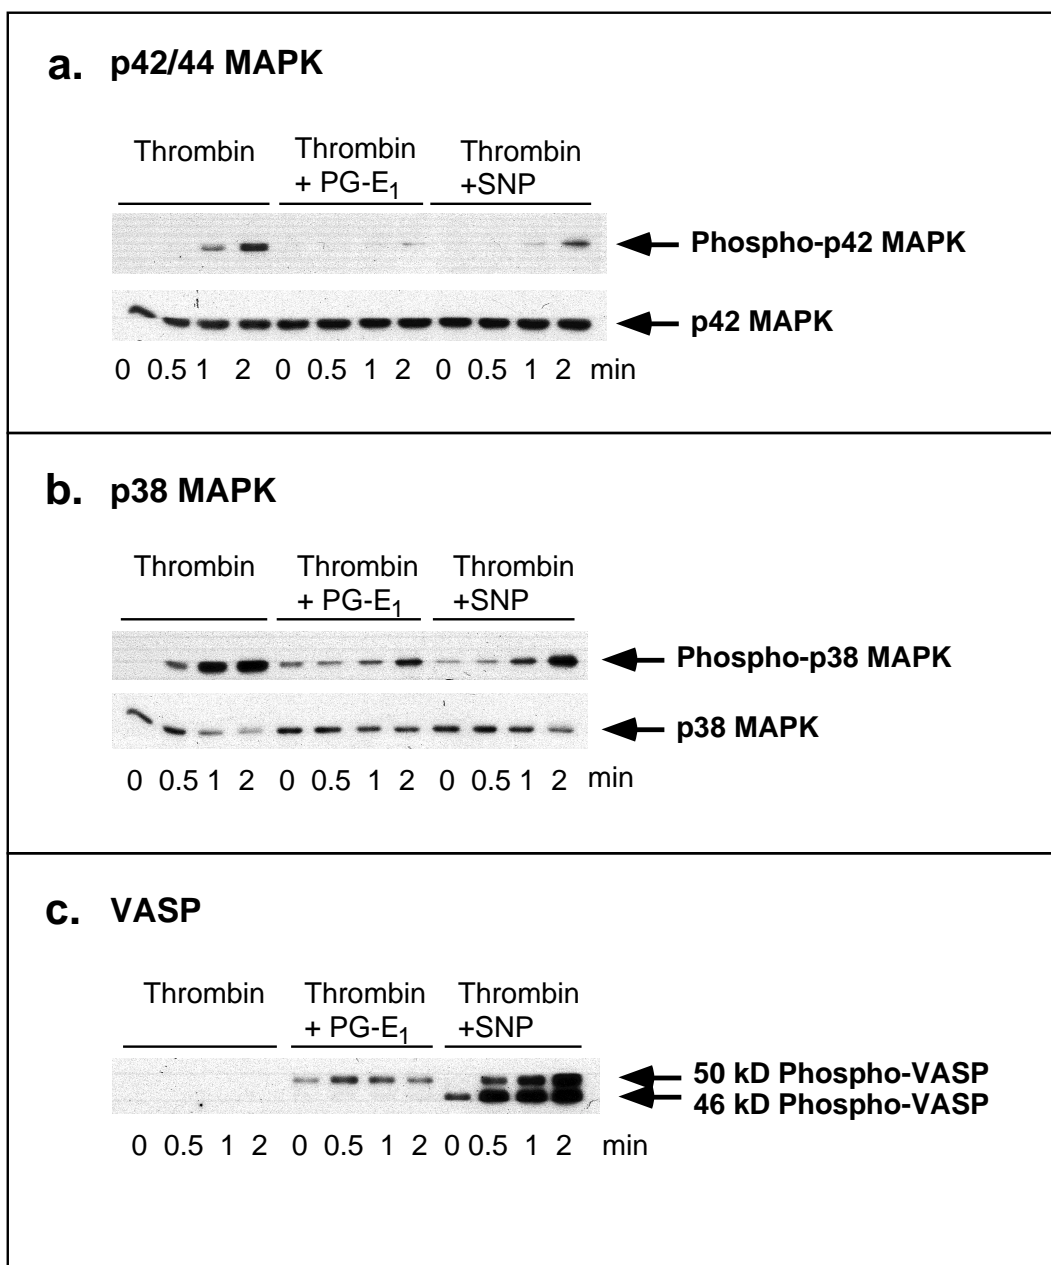 a. p42/44 MAPK
Thrombin
Thrombin
+ PG-E1
Thrombin
+SNP
Phospho-p42 MAPK
p42 MAPK
0 0.5 1 2 0 0.5 1 2 0 0.5 1 2 min
b. p38 MAPK
Thrombin
Thrombin
+ PG-E1
Thrombin
+SNP
Phospho-p38 MAPK
p38 MAPK
0 0.5 1 2 0 0.5 1 2 0 0.5 1 2 min
c. VASP
Thrombin
Thrombin
+ PG-E1
Thrombin
+SNP
50 kD Phospho-VASP
46 kD Phospho-VASP
0 0.5 1 2 0 0.5 1 2 0 0.5 1 2 min